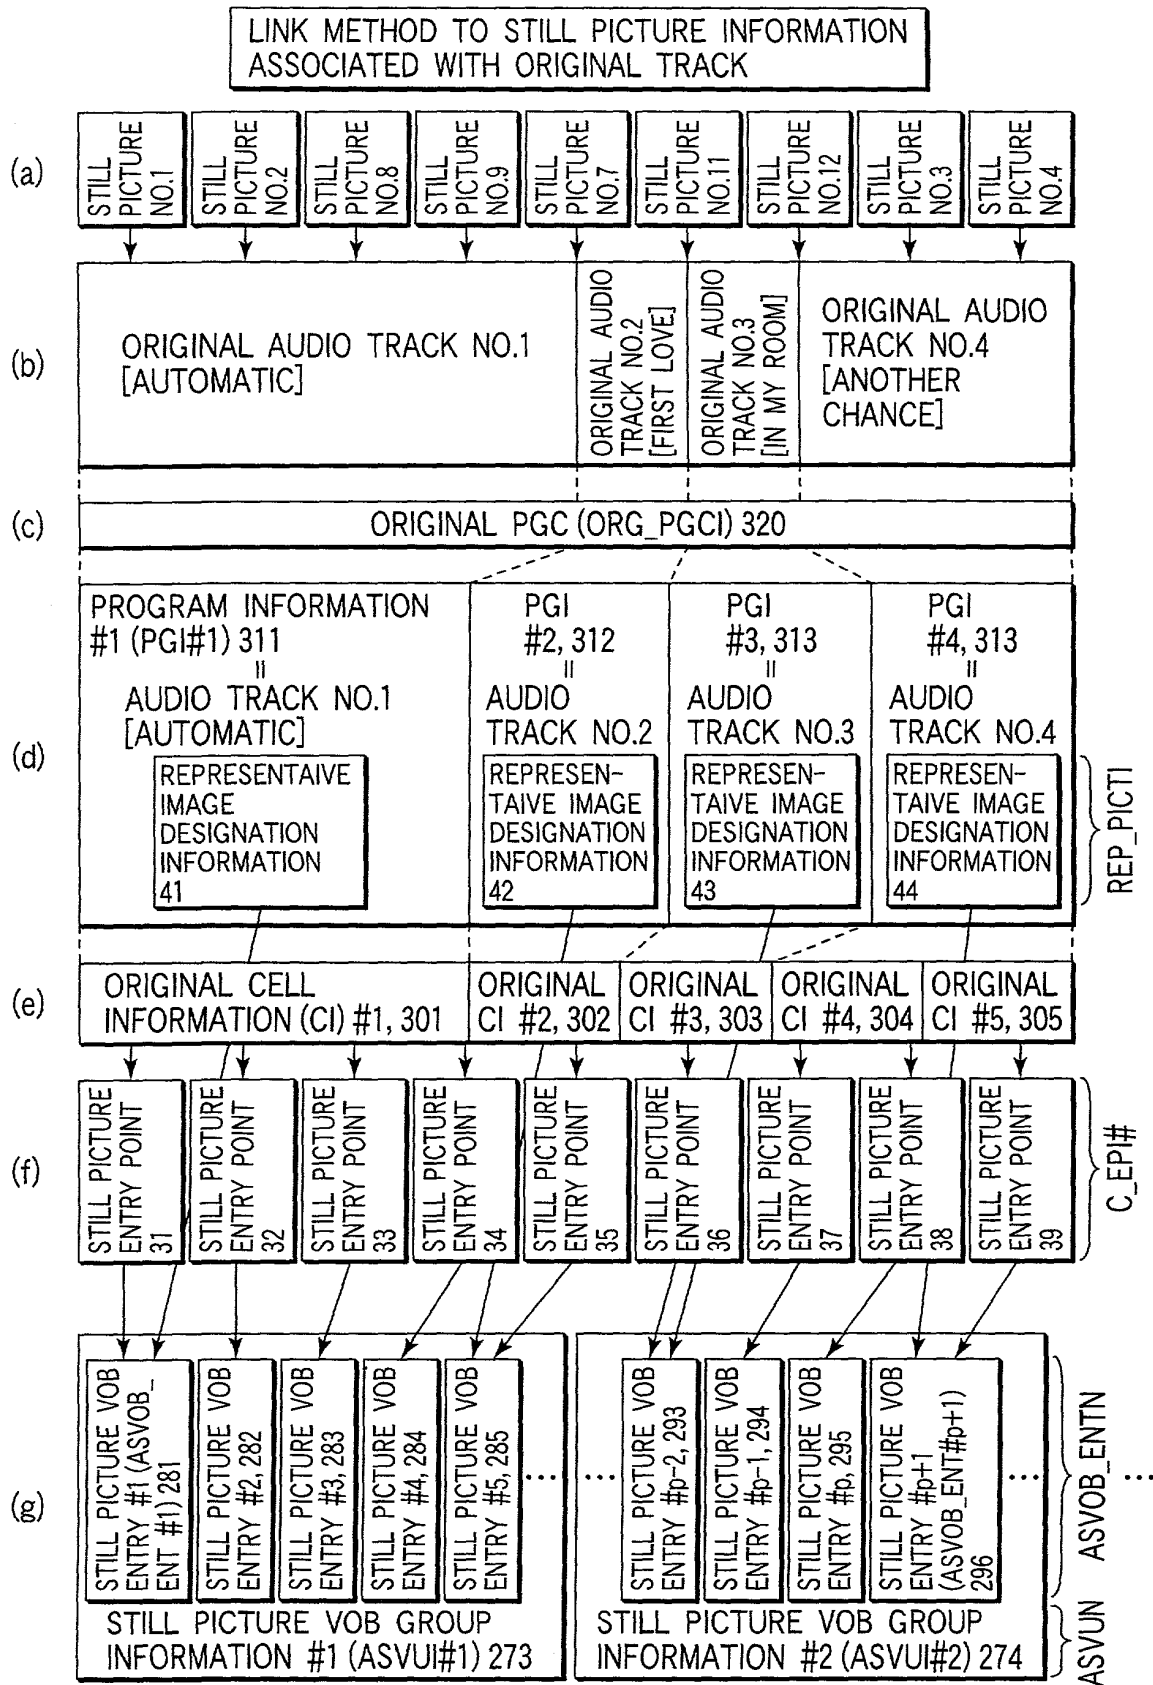 LINK METHOD TO STILL PICTURE INFORMATION
ASSOCIATED WITH ORIGINAL TRACK
(a)
STILL
PICTURE
NO.1
STILL
PICTURE
NO.2
STILL
PICTURE
NO.8
STILL
PICTURE
NO.9
STILL
PICTURE
NO.7
STILL
PICTURE
NO.11
STILL
PICTURE
NO.12
STILL
PICTURE
NO.3
STILL
PICTURE
NO.4
(b)
ORIGINAL AUDIO TRACK NO.1
[AUTOMATIC]
ORIGINAL AUDIO
TRACK NO.2
[FIRST LOVE]
ORIGINAL AUDIO
TRACK NO.3
[IN MY ROOM]
ORIGINAL AUDIO
TRACK NO.4
[ANOTHER
CHANCE]
(c)
ORIGINAL PGC (ORG_PGCI) 320
(d)
PROGRAM INFORMATION
#1 (PGI#1) 311
=
AUDIO TRACK NO.1
[AUTOMATIC]
REPRESENTAIVE
IMAGE
DESIGNATION
INFORMATION
41
PGI
#2, 312
=
AUDIO
TRACK NO.2
REPRESEN-
TAIVE IMAGE
DESIGNATION
INFORMATION
42
PGI
#3, 313
=
AUDIO
TRACK NO.3
REPRESEN-
TAIVE IMAGE
DESIGNATION
INFORMATION
43
PGI
#4, 313
=
AUDIO
TRACK NO.4
REPRESEN-
TAIVE IMAGE
DESIGNATION
INFORMATION
44
REP_PICTI
(e)
ORIGINAL CELL
INFORMATION (CI) #1, 301
ORIGINAL
CI #2, 302
ORIGINAL
CI #3, 303
ORIGINAL
CI #4, 304
ORIGINAL
CI #5, 305
(f)
STILL PICTURE
ENTRY POINT
31
STILL PICTURE
ENTRY POINT
32
STILL PICTURE
ENTRY POINT
33
STILL PICTURE
ENTRY POINT
34
STILL PICTURE
ENTRY POINT
35
STILL PICTURE
ENTRY POINT
36
STILL PICTURE
ENTRY POINT
37
STILL PICTURE
ENTRY POINT
38
STILL PICTURE
ENTRY POINT
39
C_EPI#
(g)
STILL PICTURE VOB
ENTRY #1 (ASVOB_
ENT #1) 281
STILL PICTURE VOB
ENTRY #2, 282
STILL PICTURE VOB
ENTRY #3, 283
STILL PICTURE VOB
ENTRY #4, 284
STILL PICTURE VOB
ENTRY #5, 285
.....
STILL PICTURE VOB GROUP
INFORMATION #1 (ASVUI#1) 273
STILL PICTURE VOB
ENTRY #p-2, 293
STILL PICTURE VOB
ENTRY #p-1, 294
STILL PICTURE VOB
ENTRY #p, 295
STILL PICTURE VOB
ENTRY #p+1
(ASVOB_ENT#p+1)
296
.....
STILL PICTURE VOB GROUP
INFORMATION #2 (ASVUI#2) 274
ASVOB_ENTN
ASVUN
...